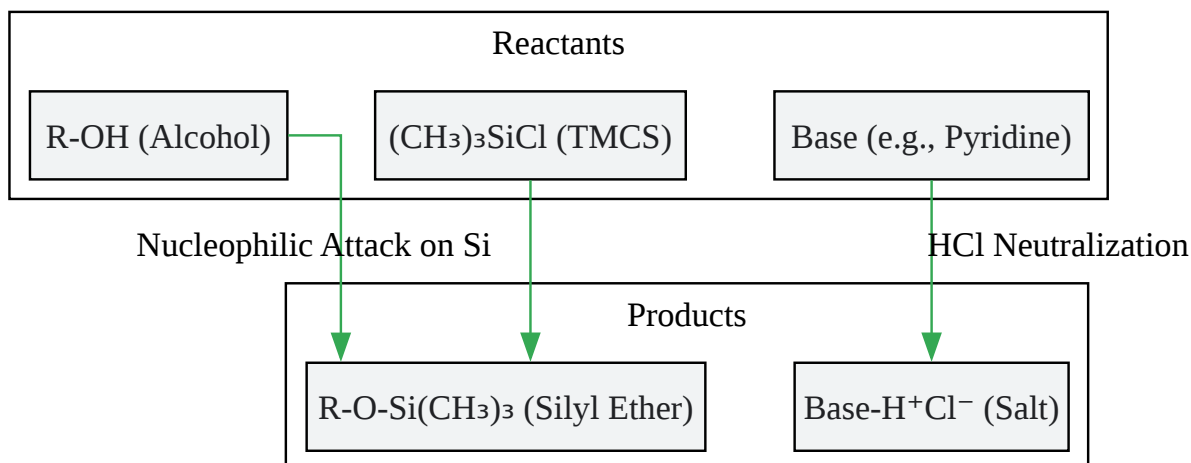 Reactants
R-OH (Alcohol)
(CH₃)₃SiCl (TMCS)
Base (e.g., Pyridine)
Nucleophilic Attack on Si
HCl Neutralization
Products
R-O-Si(CH₃)₃ (Silyl Ether)
Base-H⁺Cl⁻ (Salt)